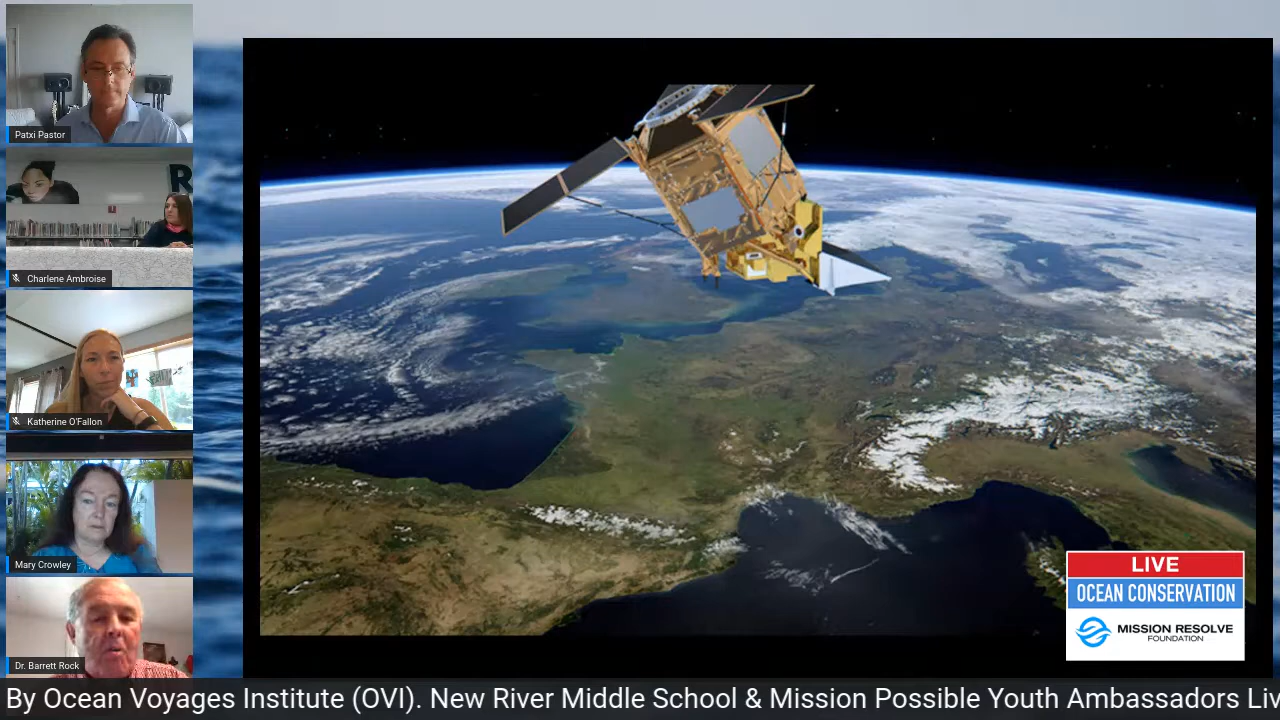 Patxi Pastor
R
Charlene Ambroise
Katherine O'Fallon
Mary Crowley
Dr. Barrett Rock
LIVE
OCEAN CONSERVATION
MISSION RESOLVE
FOUNDATION
By Ocean Voyages Institute (OVI). New River Middle School & Mission Possible Youth Ambassadors Liv